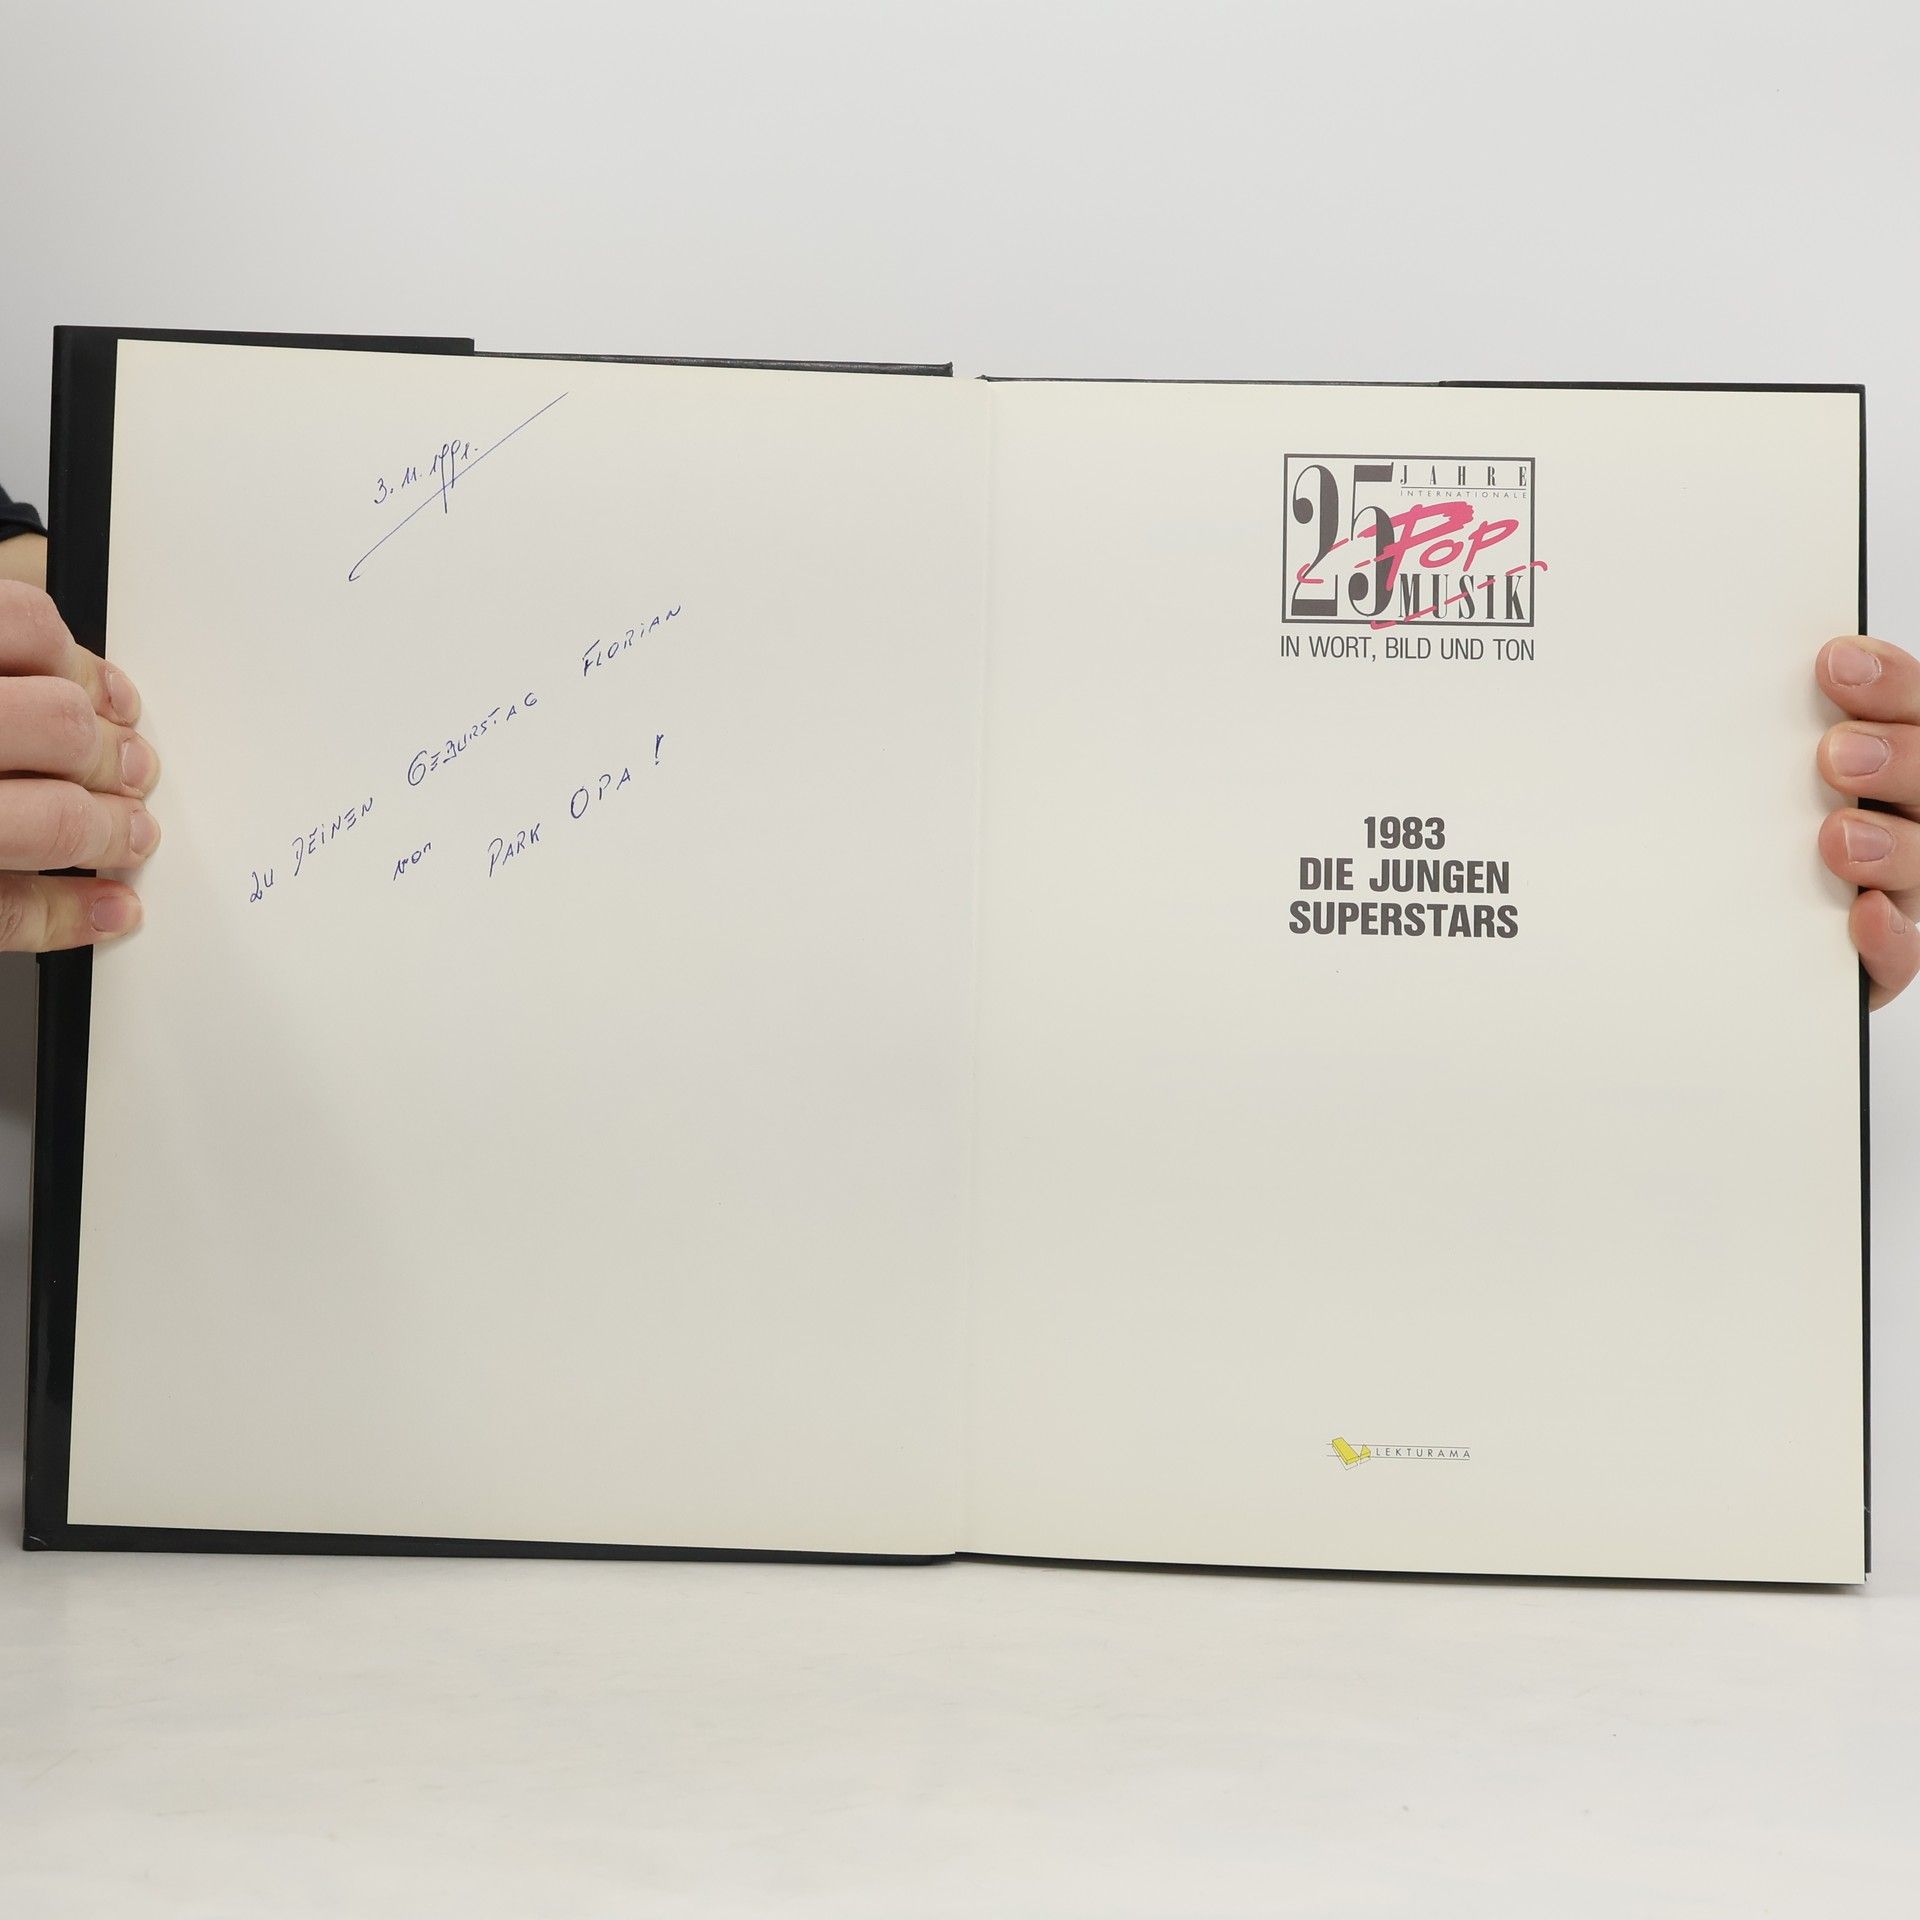 3. 11. 1991.
ZU DEINEN GEBURSTAG FLORIAN
von PARK OPA !
25 JAHRE
INTERNATIONALE
POP
MUSIK
IN WORT, BILD UND TON
1983
DIE JUNGEN
SUPERSTARS
LEKTURAMA